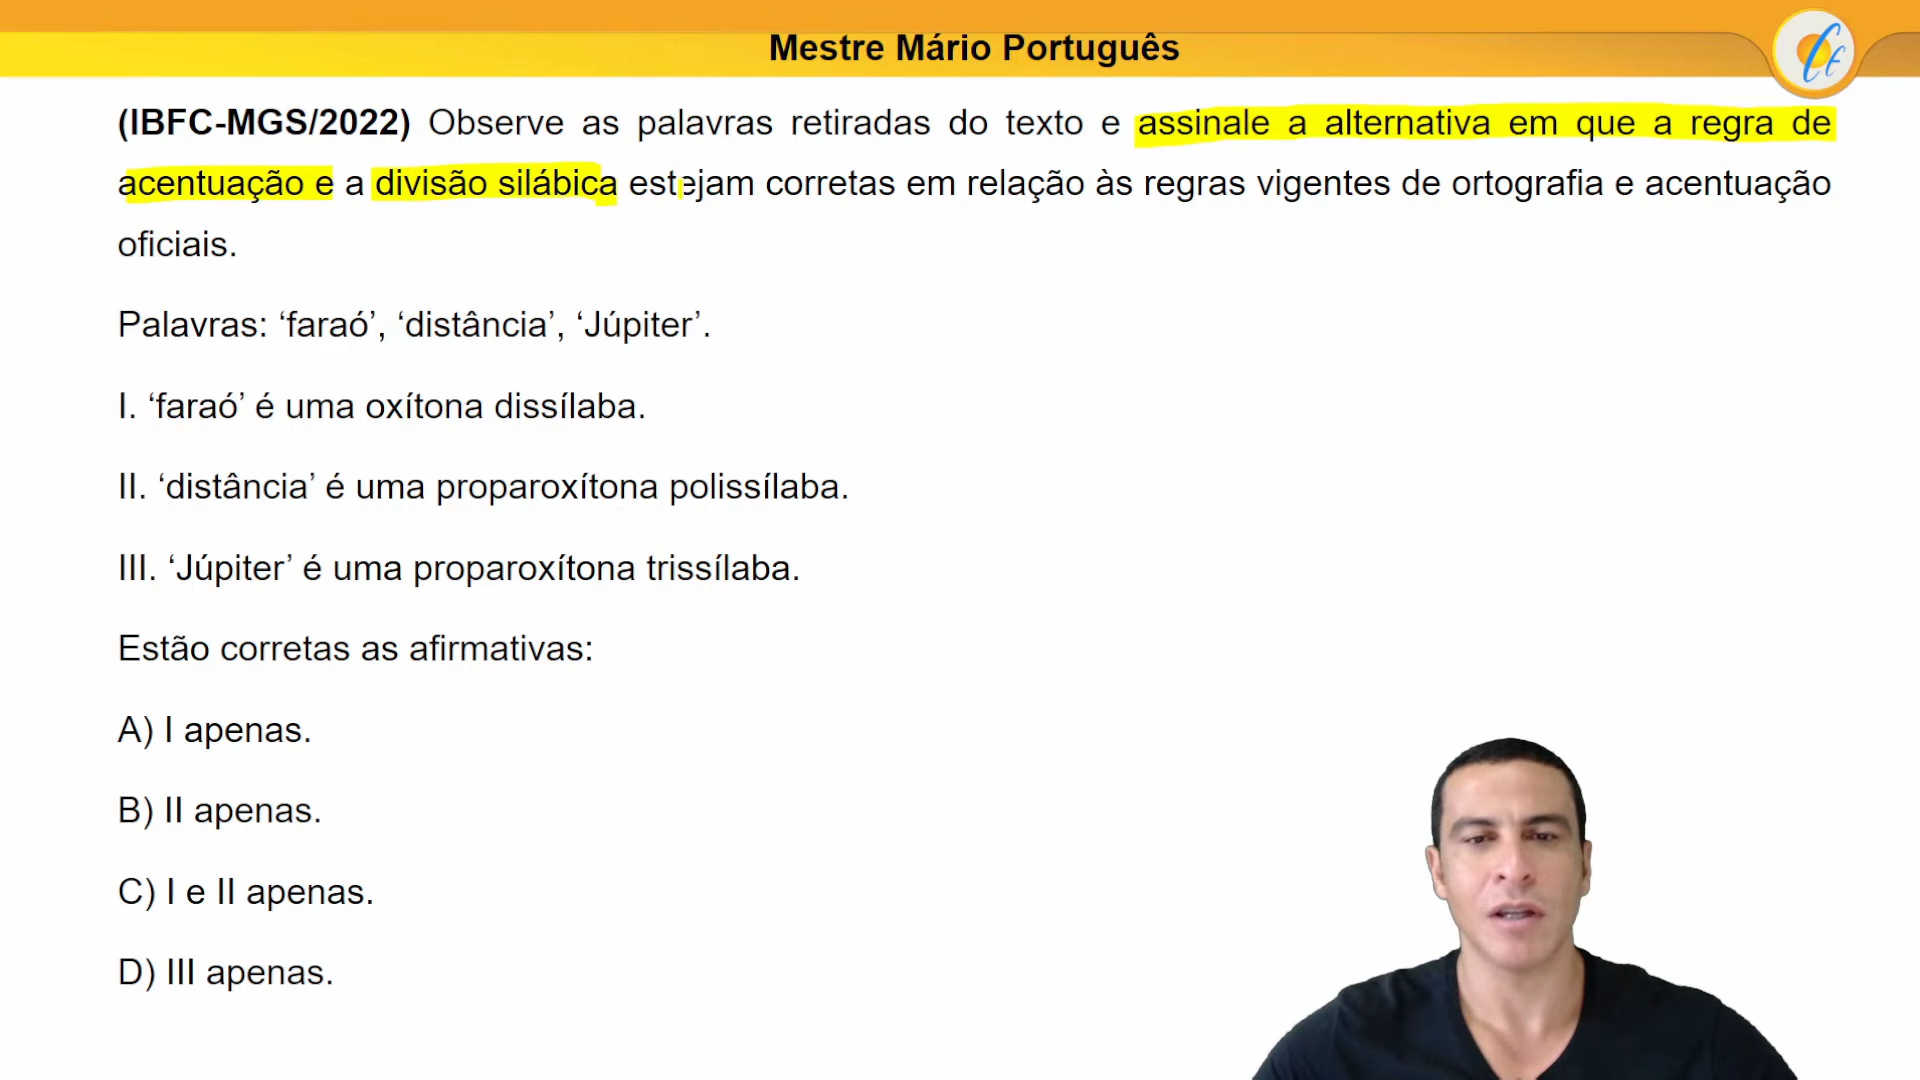 Mestre Mário Português
(IBFC-MGS/2022) Observe as palavras retiradas do texto e assinale a alternativa em que a regra de
acentuação e a divisão silábica estejam corretas em relação às regras vigentes de ortografia e acentuação
oficiais.
Palavras: ‘faraó’, ‘distância’, ‘Júpiter’.
I. ‘faraó’ é uma oxítona dissílaba.
II. ‘distância’ é uma proparoxítona polissílaba.
III. ‘Júpiter’ é uma proparoxítona trissílaba.
Estão corretas as afirmativas:
A) I apenas.
B) II apenas.
C) I e II apenas.
D) III apenas.